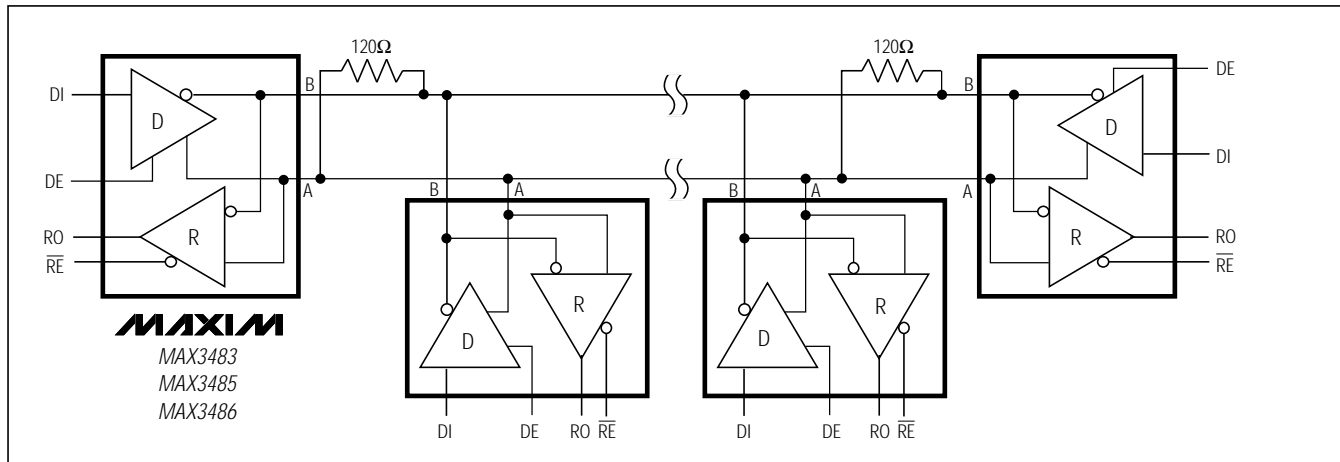 120Ω
120Ω
DI
D
B
DE
A
R
RO
RE
MAXIM
MAX3483
MAX3485
MAX3486
B
A
D
R
DI
DE
RO
RE
B
A
D
R
DI
DE
RO
RE
B
DE
D
DI
A
R
RO
RE